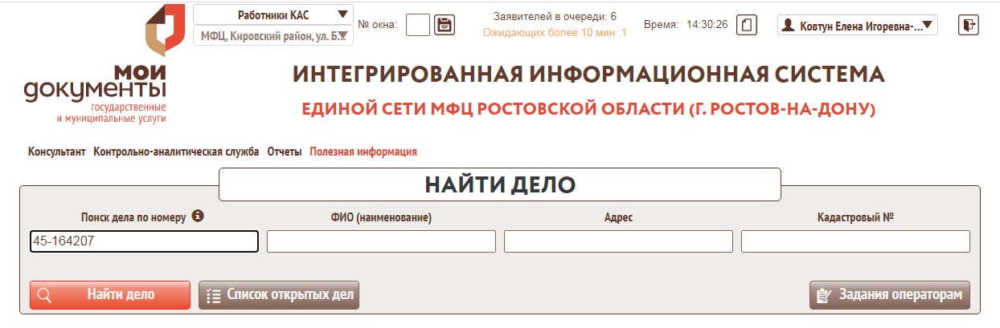 Работники КАС
МФЦ, Кировский район, ул. Б...
№ окна:
Заявителей в очереди: 6
Ожидающих более 10 мин :1
Время: 14:30:26
Ковтун Елена Игоревна-...
мои
документы
государственные
и муниципальные услуги
ИНТЕГРИРОВАННАЯ ИНФОРМАЦИОННАЯ СИСТЕМА
ЕДИНОЙ СЕТИ МФЦ РОСТОВСКОЙ ОБЛАСТИ (Г. РОСТОВ-НА-ДОНУ)
Консультант Контрольно-аналитическая служба Отчеты Полезная информация
НАЙТИ ДЕЛО
Поиск дела по номеру ФИО (наименование) Адрес Кадастровый №
45-164207
Найти дело Список открытых дел Задания операторам